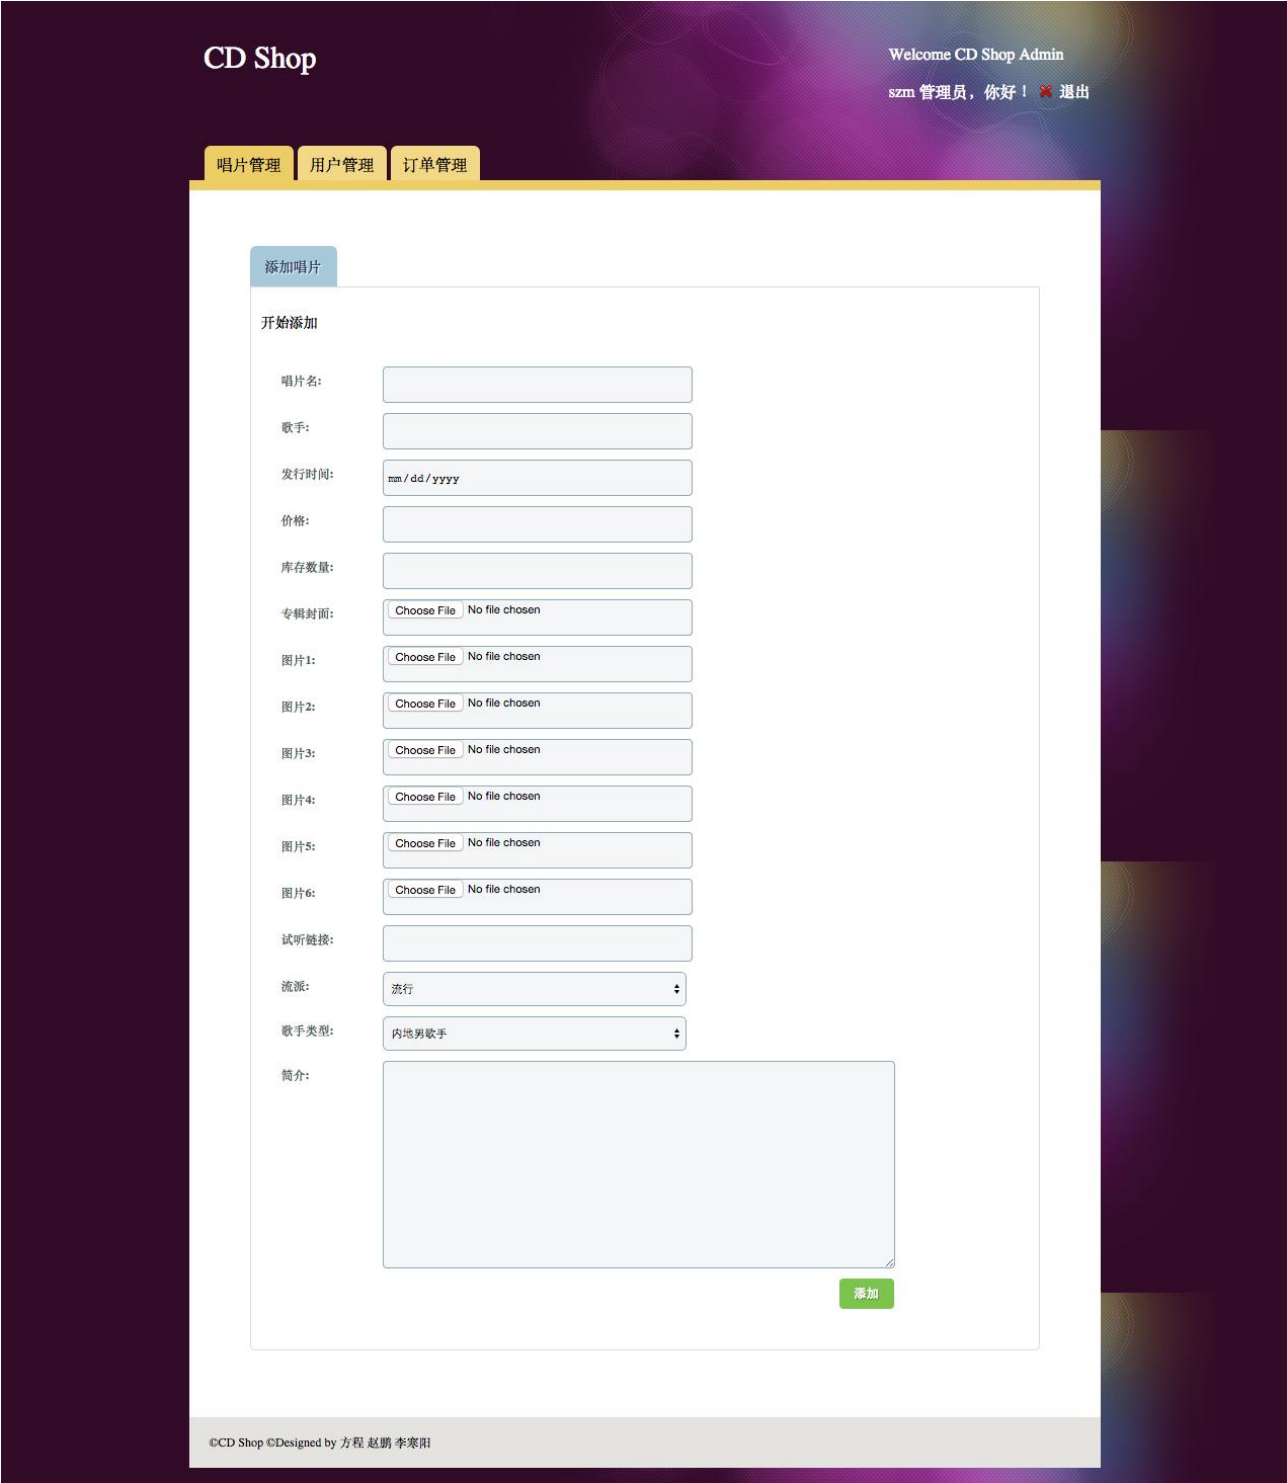 CD Shop
Welcome CD Shop Admin
szm 管理员，你好！ 退出
唱片管理 用户管理 订单管理
添加唱片
开始添加
唱片名:
歌手:
发行时间: mm/dd/yyyy
价格:
库存数量:
专辑封面: Choose File No file chosen
图片1: Choose File No file chosen
图片2: Choose File No file chosen
图片3: Choose File No file chosen
图片4: Choose File No file chosen
图片5: Choose File No file chosen
图片6: Choose File No file chosen
试听链接:
流派: 流行
歌手类型: 内地男歌手
简介:
添加
©CD Shop ©Designed by 方程 赵鹏 李寒阳